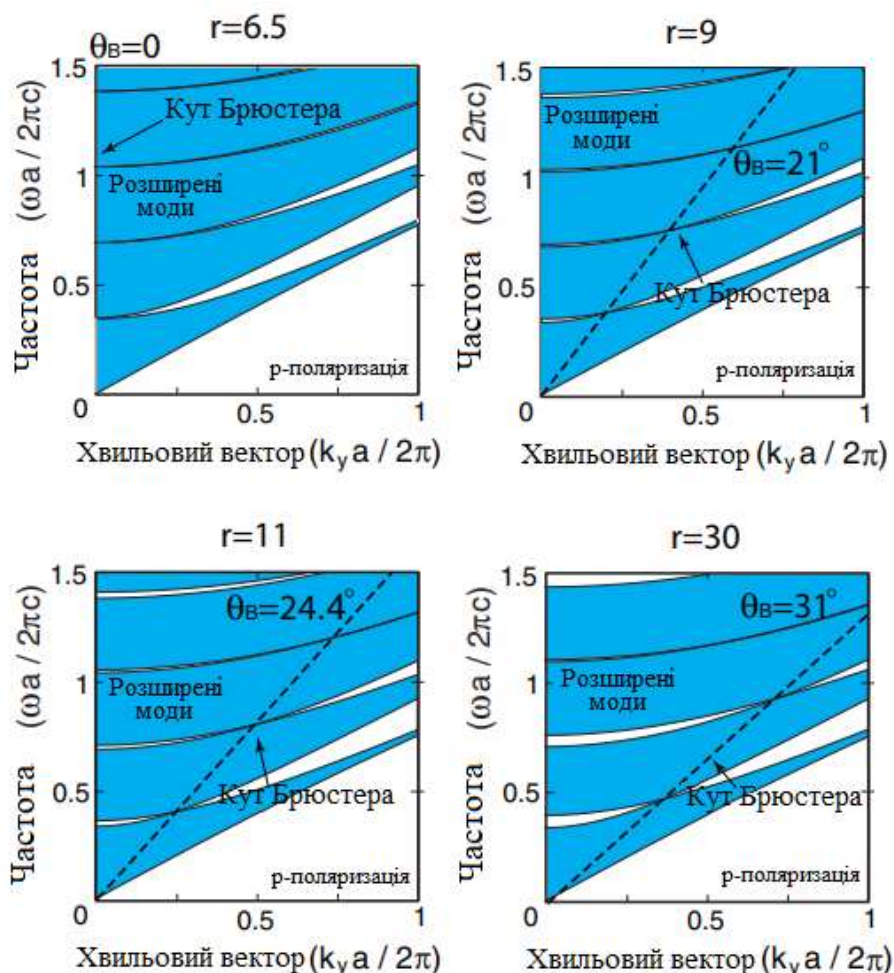 r=6.5
θB=0
1.5
Кут Брюстера
Розширені
моди
1
0.5
0
0.5
1
p-поляризація
Частота (ωa / 2πc)
Хвильовий вектор (kya / 2π)
r=9
1.5
Розширені
моди
θB=21°
1
Кут Брюстера
0.5
0
0.5
1
p-поляризація
Частота (ωa / 2πc)
Хвильовий вектор (kya / 2π)
r=11
1.5
θB=24.4°
Розширені
моди
1
Кут Брюстера
0.5
0
0.5
1
p-поляризація
Частота (ωa / 2πc)
Хвильовий вектор (kya / 2π)
r=30
1.5
θB=31°
Розширені
моди
1
Кут Брюстера
0.5
0
0.5
1
p-поляризація
Частота (ωa / 2πc)
Хвильовий вектор (kya / 2π)